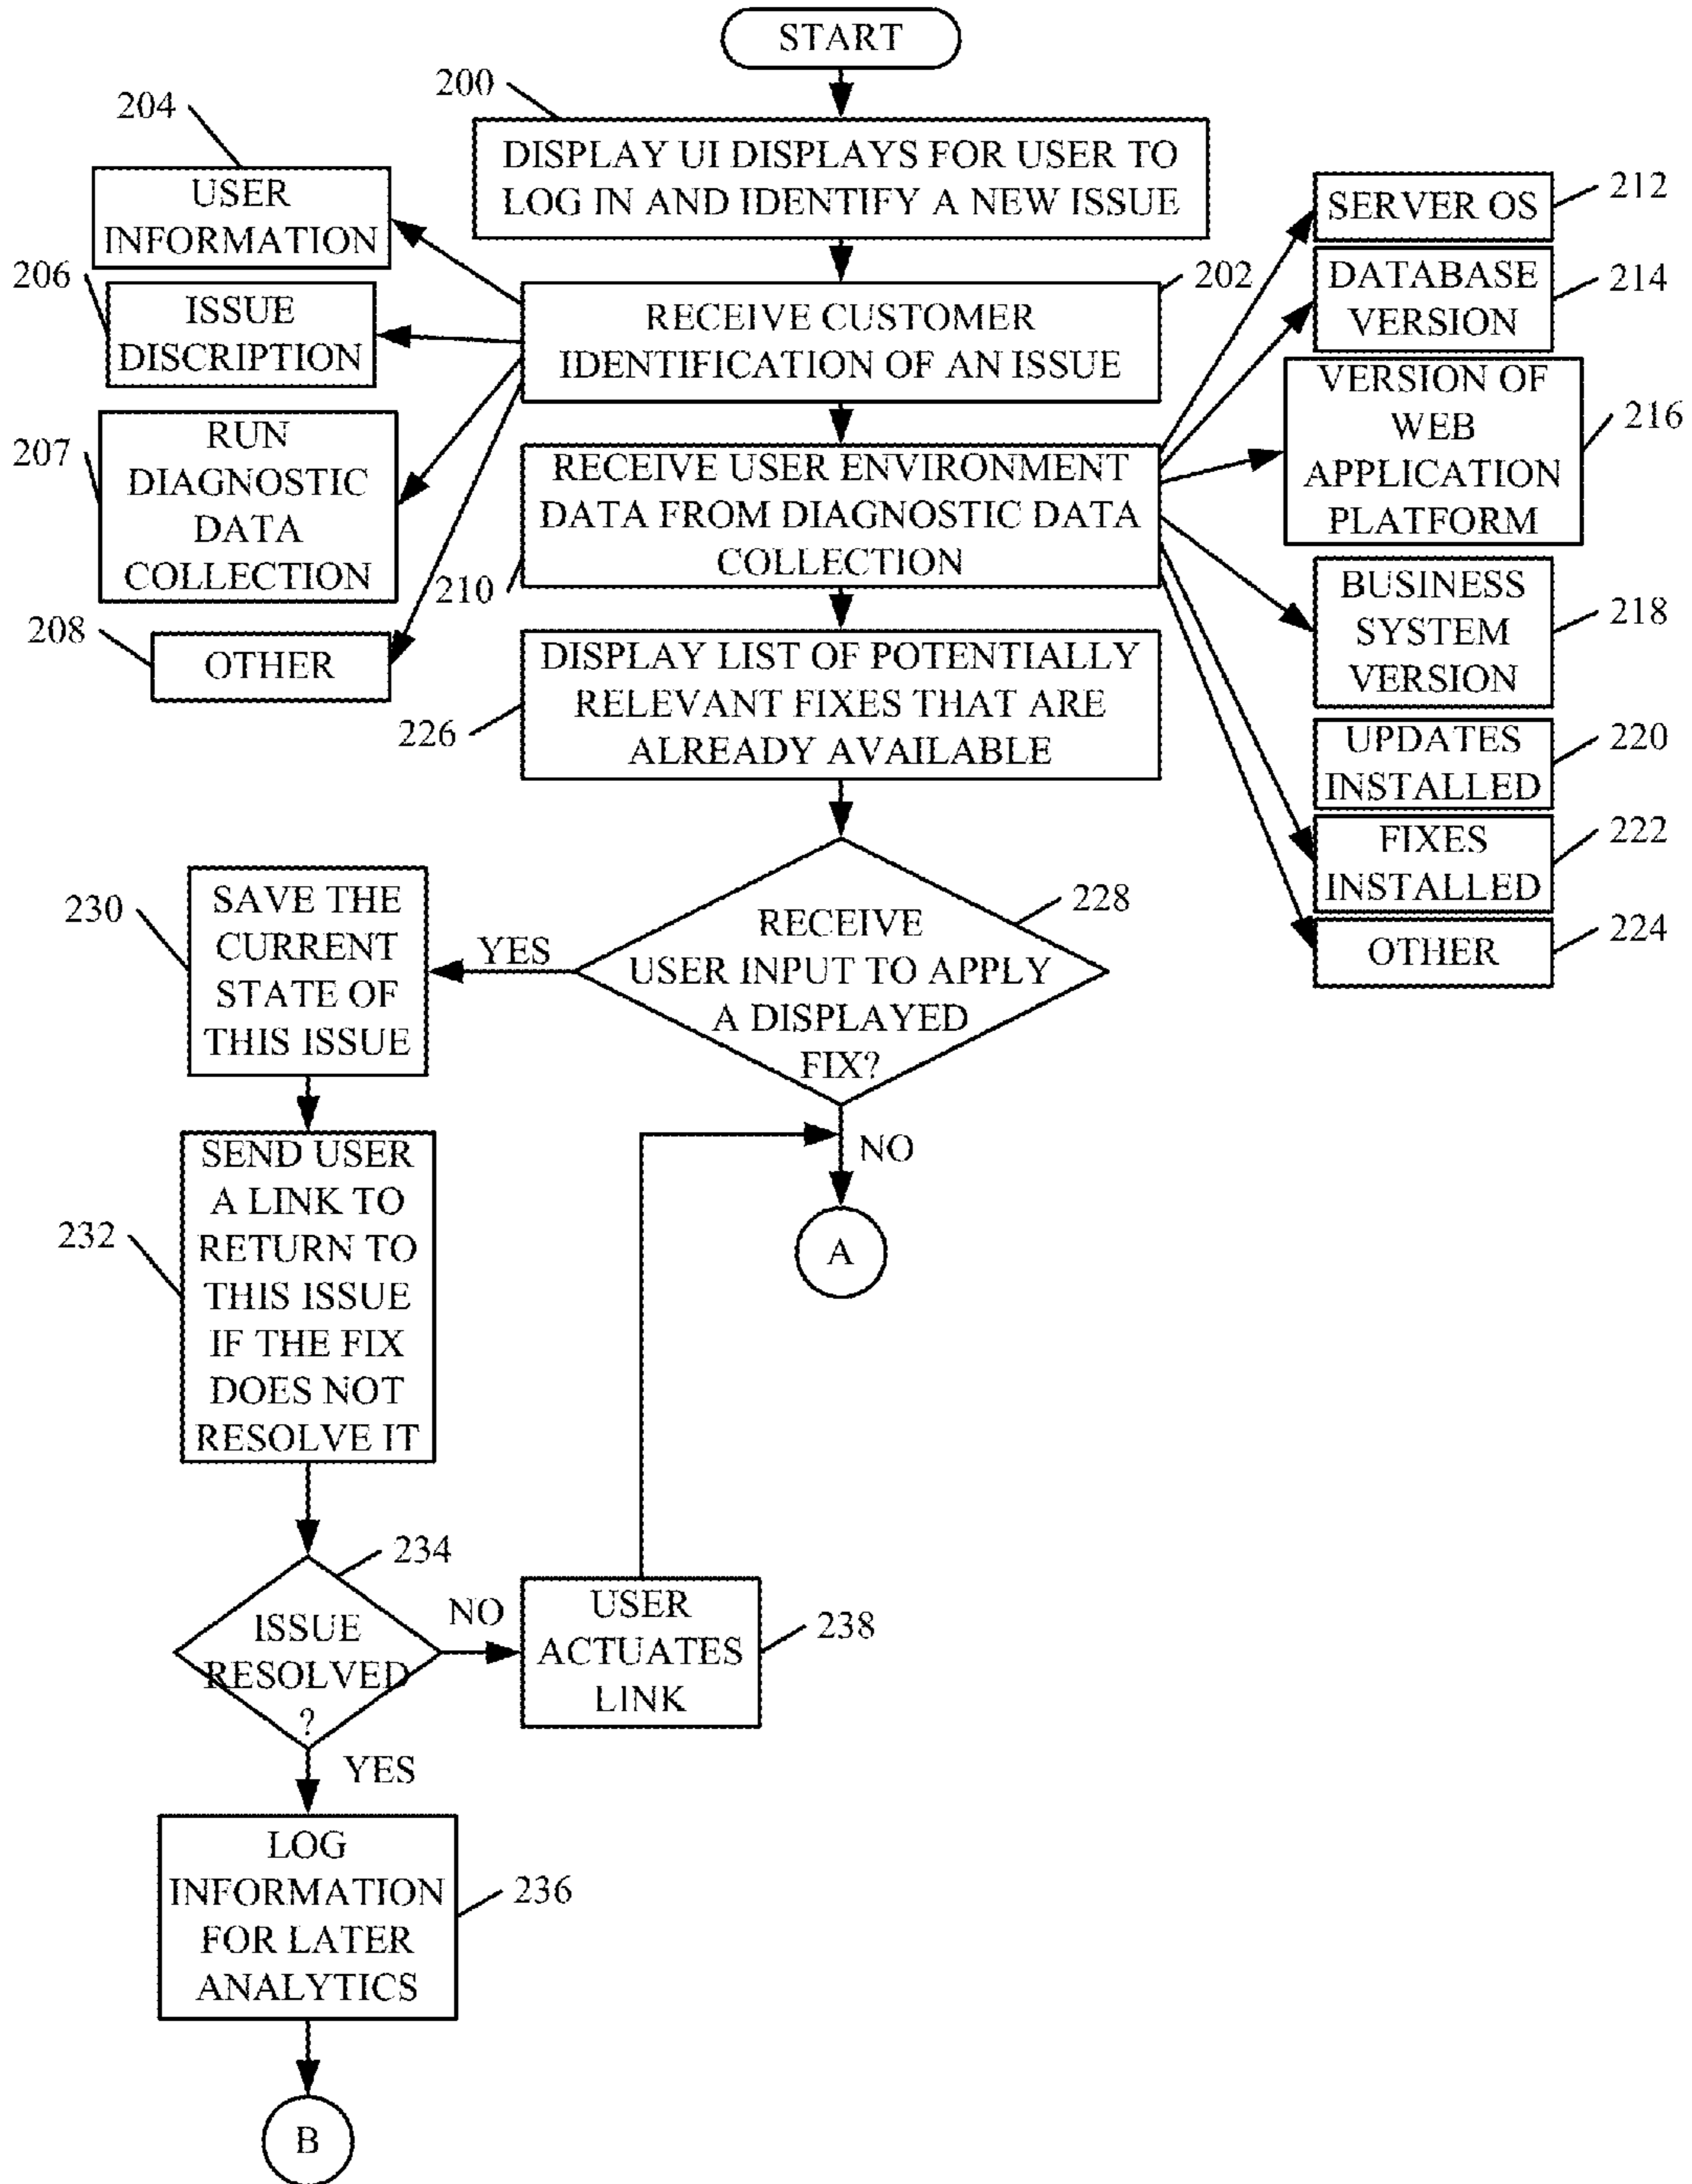 START
200
DISPLAY UI DISPLAYS FOR USER TO
LOG IN AND IDENTIFY A NEW ISSUE
204
USER
INFORMATION
206
ISSUE
DISCRIPTION
207
RUN
DIAGNOSTIC
DATA
COLLECTION
208
OTHER
202
RECEIVE CUSTOMER
IDENTIFICATION OF AN ISSUE
RECEIVE USER ENVIRONMENT
DATA FROM DIAGNOSTIC DATA
COLLECTION
210
SERVER OS
212
DATABASE
VERSION
214
VERSION OF
WEB
APPLICATION
PLATFORM
216
BUSINESS
SYSTEM
VERSION
218
UPDATES
INSTALLED
220
FIXES
INSTALLED
222
OTHER
224
DISPLAY LIST OF POTENTIALLY
RELEVANT FIXES THAT ARE
ALREADY AVAILABLE
226
RECEIVE
USER INPUT TO APPLY
A DISPLAYED
FIX?
228
YES
NO
A
230
SAVE THE
CURRENT
STATE OF
THIS ISSUE
232
SEND USER
A LINK TO
RETURN TO
THIS ISSUE
IF THE FIX
DOES NOT
RESOLVE IT
234
ISSUE
RESOLVED
?
NO
USER
ACTUATES
LINK
238
YES
LOG
INFORMATION
FOR LATER
ANALYTICS
236
B